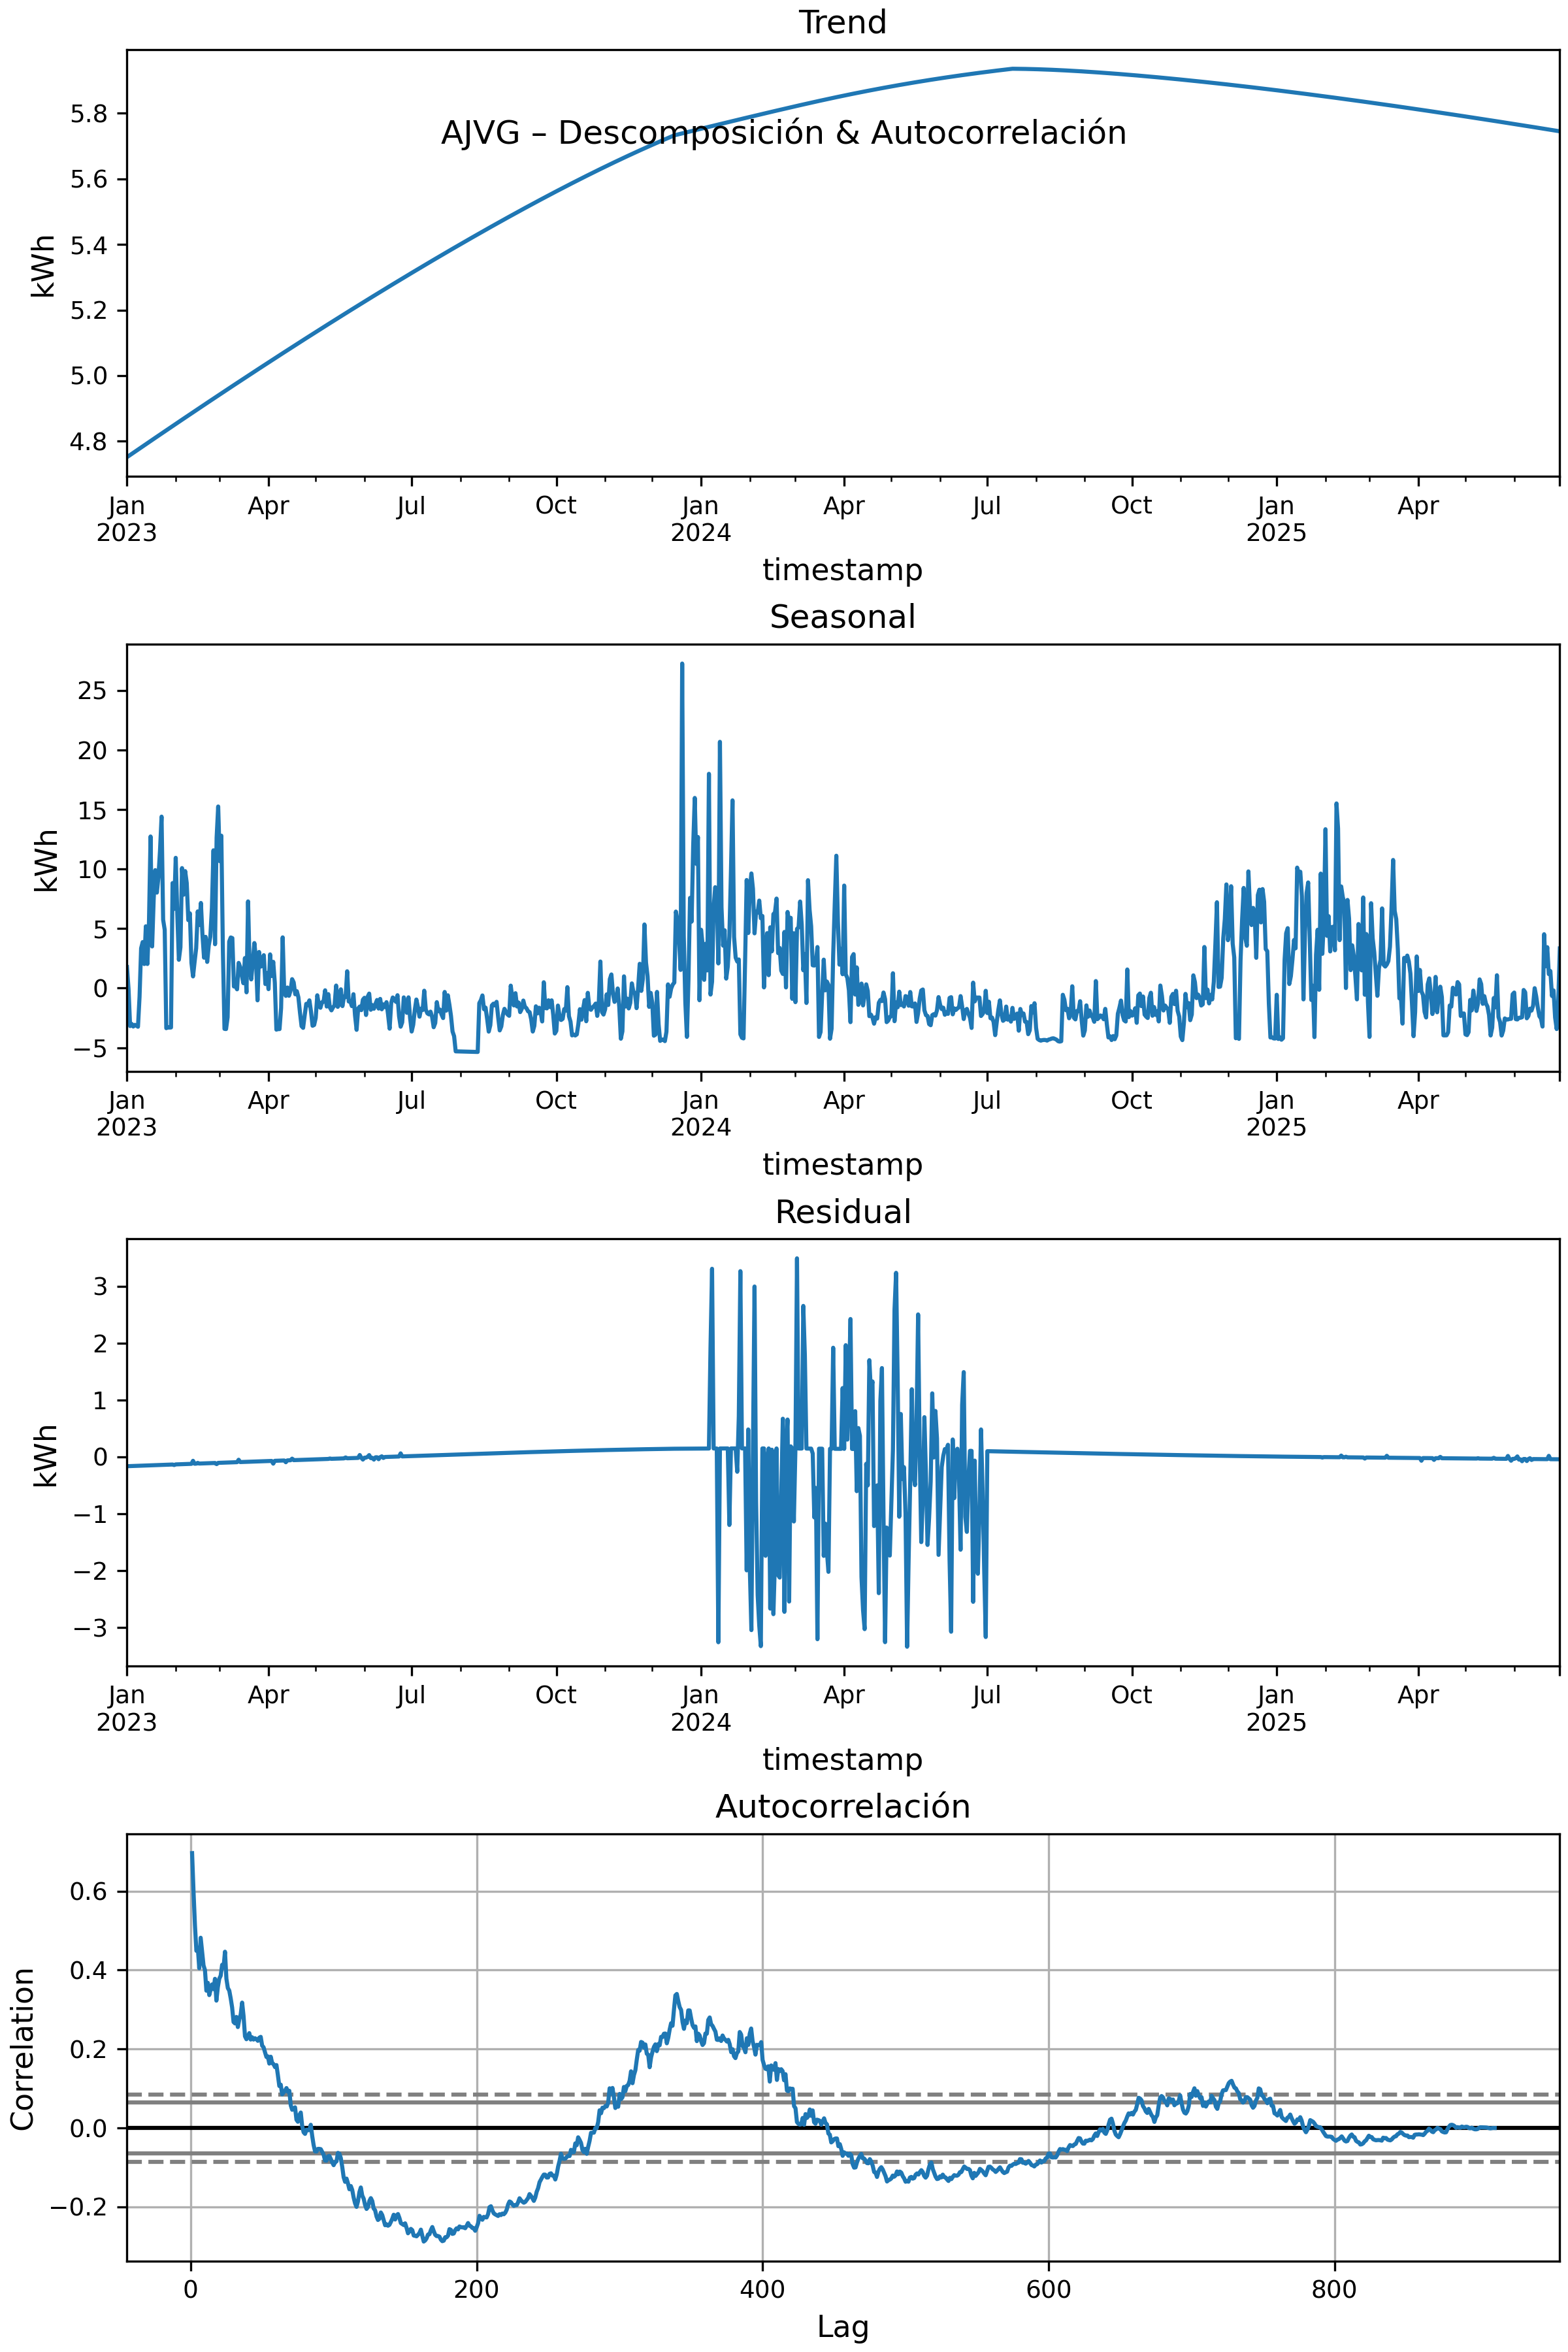 Trend
AJVG – Descomposición & Autocorrelación
kWh
5.8
5.6
5.4
5.2
5.0
4.8
Jan Apr Jul Oct Jan Apr Jul Oct Jan Apr
2023 2024 2025
timestamp
Seasonal
kWh
25
20
15
10
5
0
−5
Jan Apr Jul Oct Jan Apr Jul Oct Jan Apr
2023 2024 2025
timestamp
Residual
kWh
3
2
1
0
−1
−2
−3
Jan Apr Jul Oct Jan Apr Jul Oct Jan Apr
2023 2024 2025
timestamp
Autocorrelación
Correlation
0.6
0.4
0.2
0.0
−0.2
0 200 400 600 800
Lag